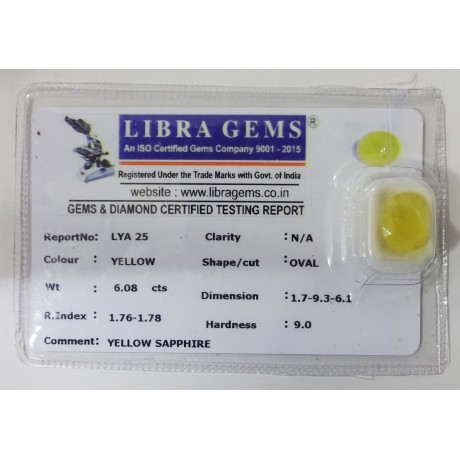 LIBRA GEMS ®
An ISO Certified Gems Company 9001 - 2015
Registered Under the Trade Marks with Govt. of India
website : www.libragems.co.in
GEMS & DIAMOND CERTIFIED TESTING REPORT
ReportNo: LYA 25 Clarity : N/A
Colour : YELLOW Shape/cut : OVAL
Wt : 6.08 cts Dimension : 1.7-9.3-6.1
R.Index : 1.76-1.78 Hardness : 9.0
Comment: YELLOW SAPPHIRE